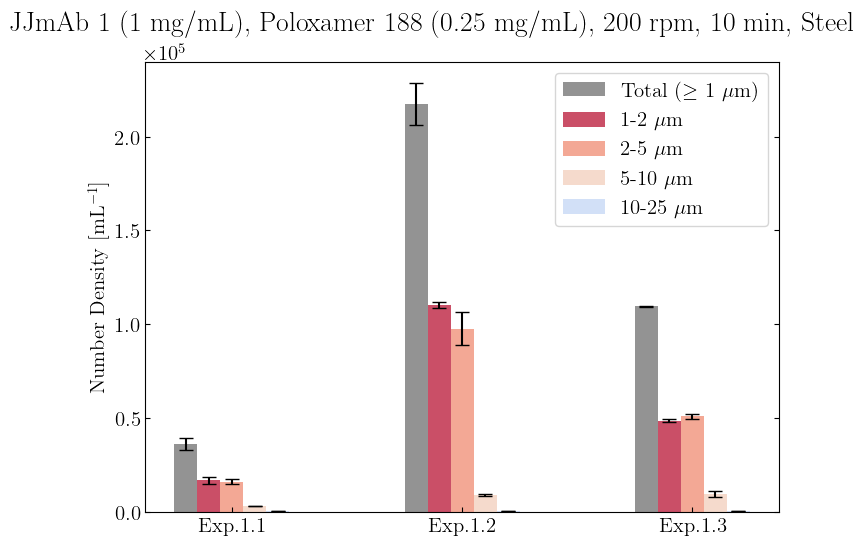 JJmAb 1 (1 mg/mL), Poloxamer 188 (0.25 mg/mL), 200 rpm, 10 min, Steel
×10⁵
Total (≥ 1 µm)
1-2 µm
2-5 µm
5-10 µm
10-25 µm
Number Density [mL⁻¹]
2.0
1.5
1.0
0.5
0.0
Exp.1.1 Exp.1.2 Exp.1.3